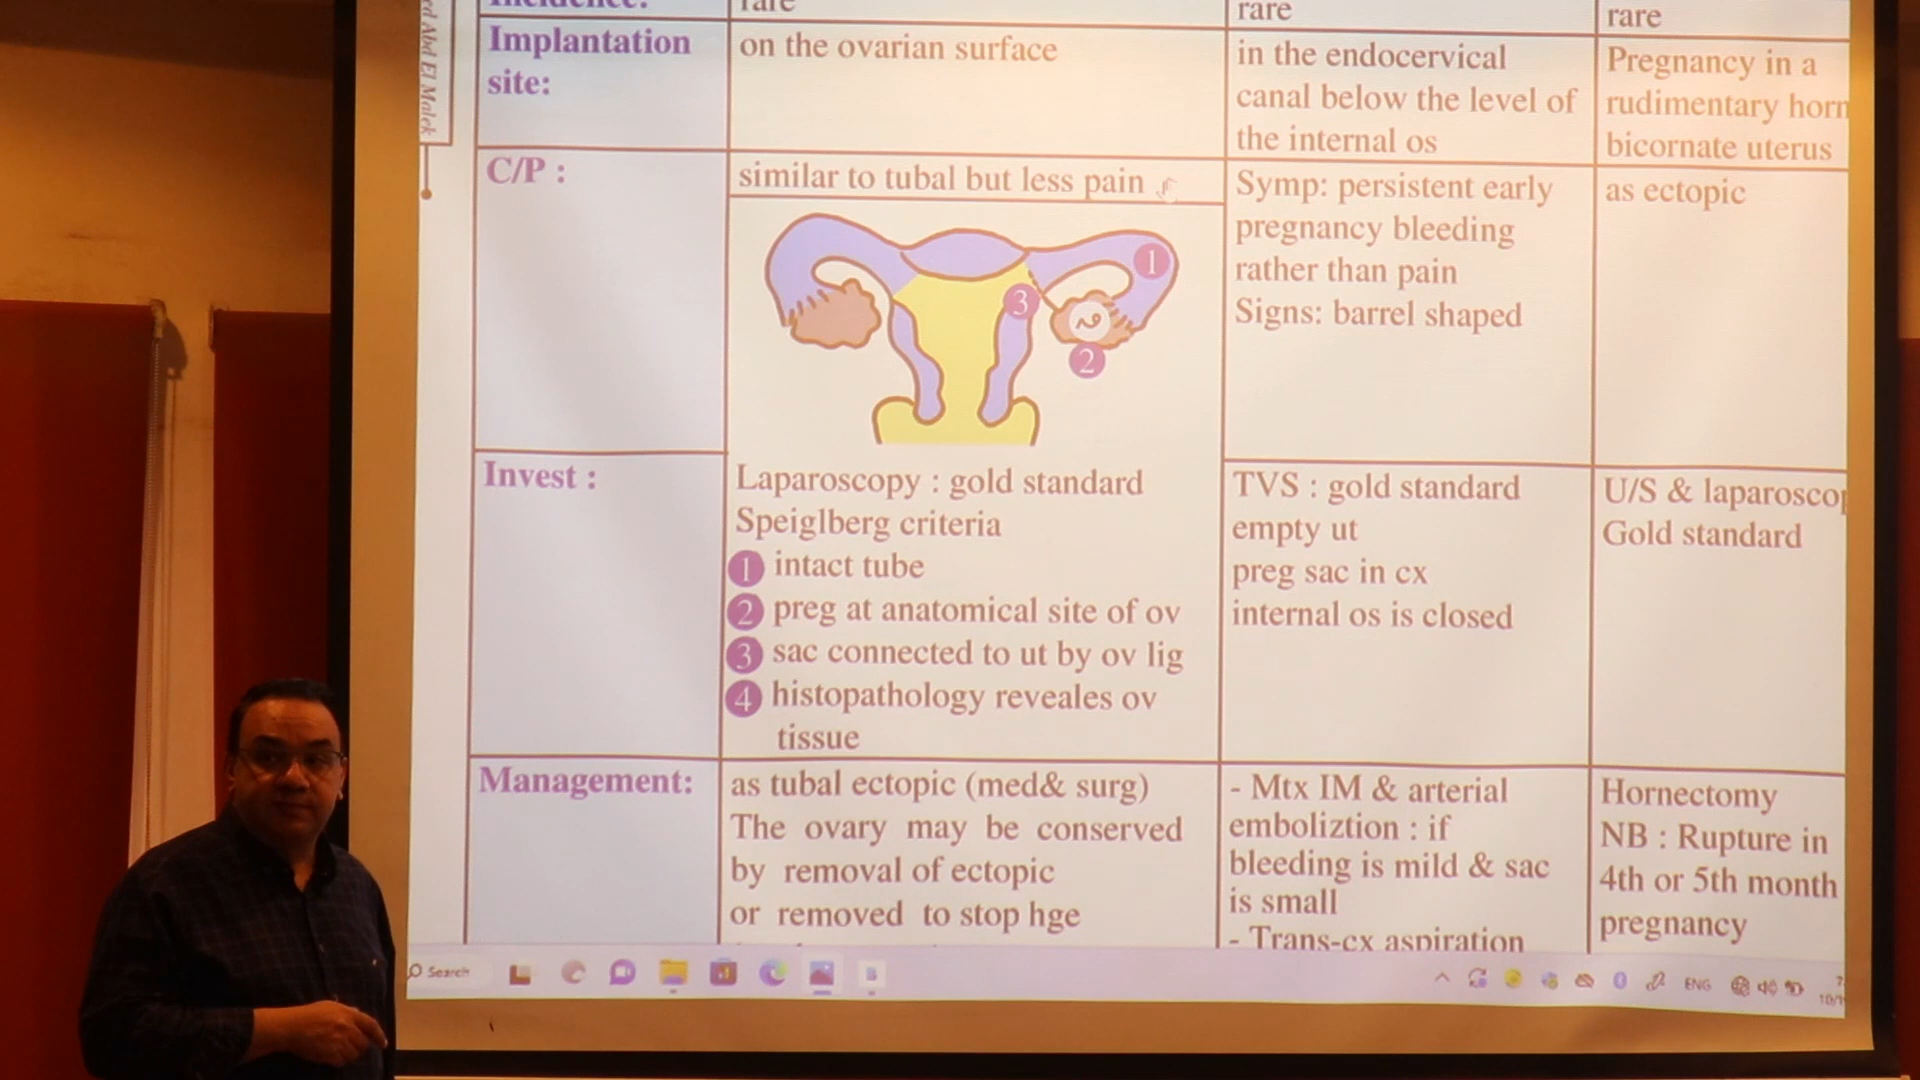 rd Abd El Malek
Incidence:
rare
rare
rare
Implantation
site:
on the ovarian surface
in the endocervical
canal below the level of
the internal os
Pregnancy in a
rudimentary horn
bicornate uterus
C/P :
similar to tubal but less pain
1
3
2
Symp: persistent early
pregnancy bleeding
rather than pain
Signs: barrel shaped
as ectopic
Invest :
Laparoscopy : gold standard
Speiglberg criteria
1 intact tube
2 preg at anatomical site of ov
3 sac connected to ut by ov lig
4 histopathology reveales ov
tissue
TVS : gold standard
empty ut
preg sac in cx
internal os is closed
U/S & laparosco
Gold standard
Management:
as tubal ectopic (med& surg)
The ovary may be conserved
by removal of ectopic
or removed to stop hge
- Mtx IM & arterial
emboliztion : if
bleeding is mild & sac
is small
- Trans-cx aspiration
Hornectomy
NB : Rupture in
4th or 5th month
pregnancy
Search
ENG